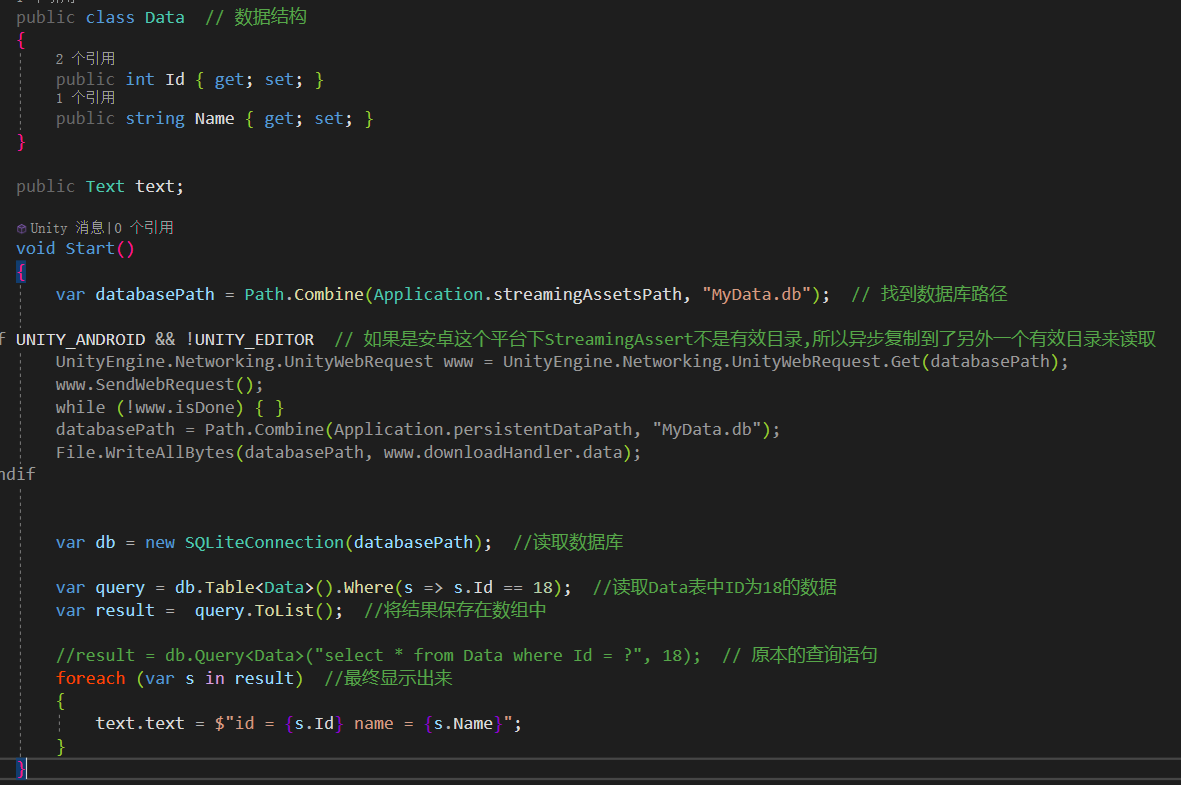 public class Data // 数据结构
{
2 个引用
public int Id { get; set; }
1 个引用
public string Name { get; set; }
}
public Text text;
Unity 消息|0 个引用
void Start()
{
var databasePath = Path.Combine(Application.streamingAssetsPath, "MyData.db"); // 找到数据库路径
f UNITY_ANDROID && !UNITY_EDITOR // 如果是安卓这个平台下StreamingAssert不是有效目录,所以异步复制到了另外一个有效目录来读取
UnityEngine.Networking.UnityWebRequest www = UnityEngine.Networking.UnityWebRequest.Get(databasePath);
www.SendWebRequest();
while (!www.isDone) { }
databasePath = Path.Combine(Application.persistentDataPath, "MyData.db");
File.WriteAllBytes(databasePath, www.downloadHandler.data);
ndif
var db = new SQLiteConnection(databasePath); //读取数据库
var query = db.Table<Data>().Where(s => s.Id == 18); //读取Data表中ID为18的数据
var result = query.ToList(); //将结果保存在数组中
//result = db.Query<Data>("select * from Data where Id = ?", 18); // 原本的查询语句
foreach (var s in result) //最终显示出来
{
text.text = $"id = {s.Id} name = {s.Name}";
}
}